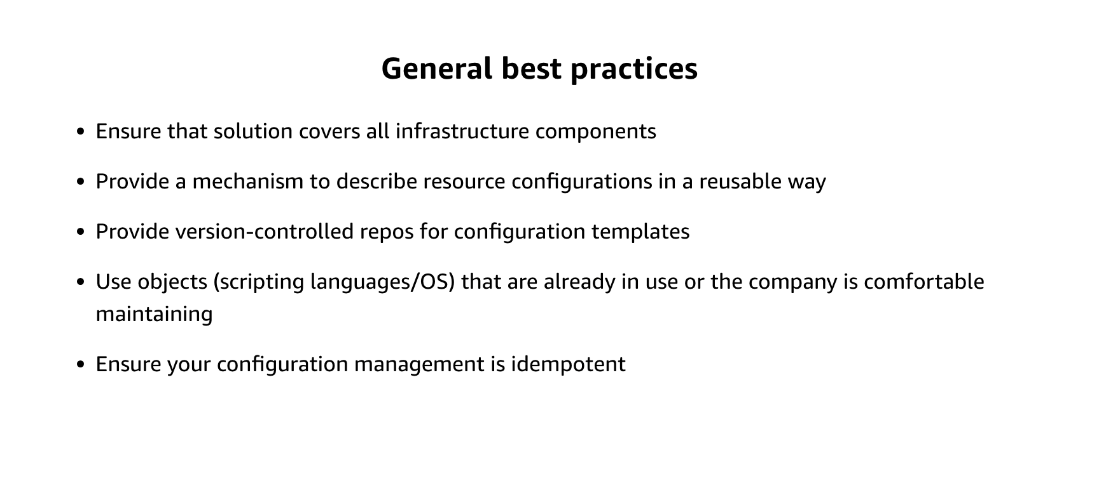 General best practices
• Ensure that solution covers all infrastructure components
• Provide a mechanism to describe resource configurations in a reusable way
• Provide version-controlled repos for configuration templates
• Use objects (scripting languages/OS) that are already in use or the company is comfortable
maintaining
• Ensure your configuration management is idempotent